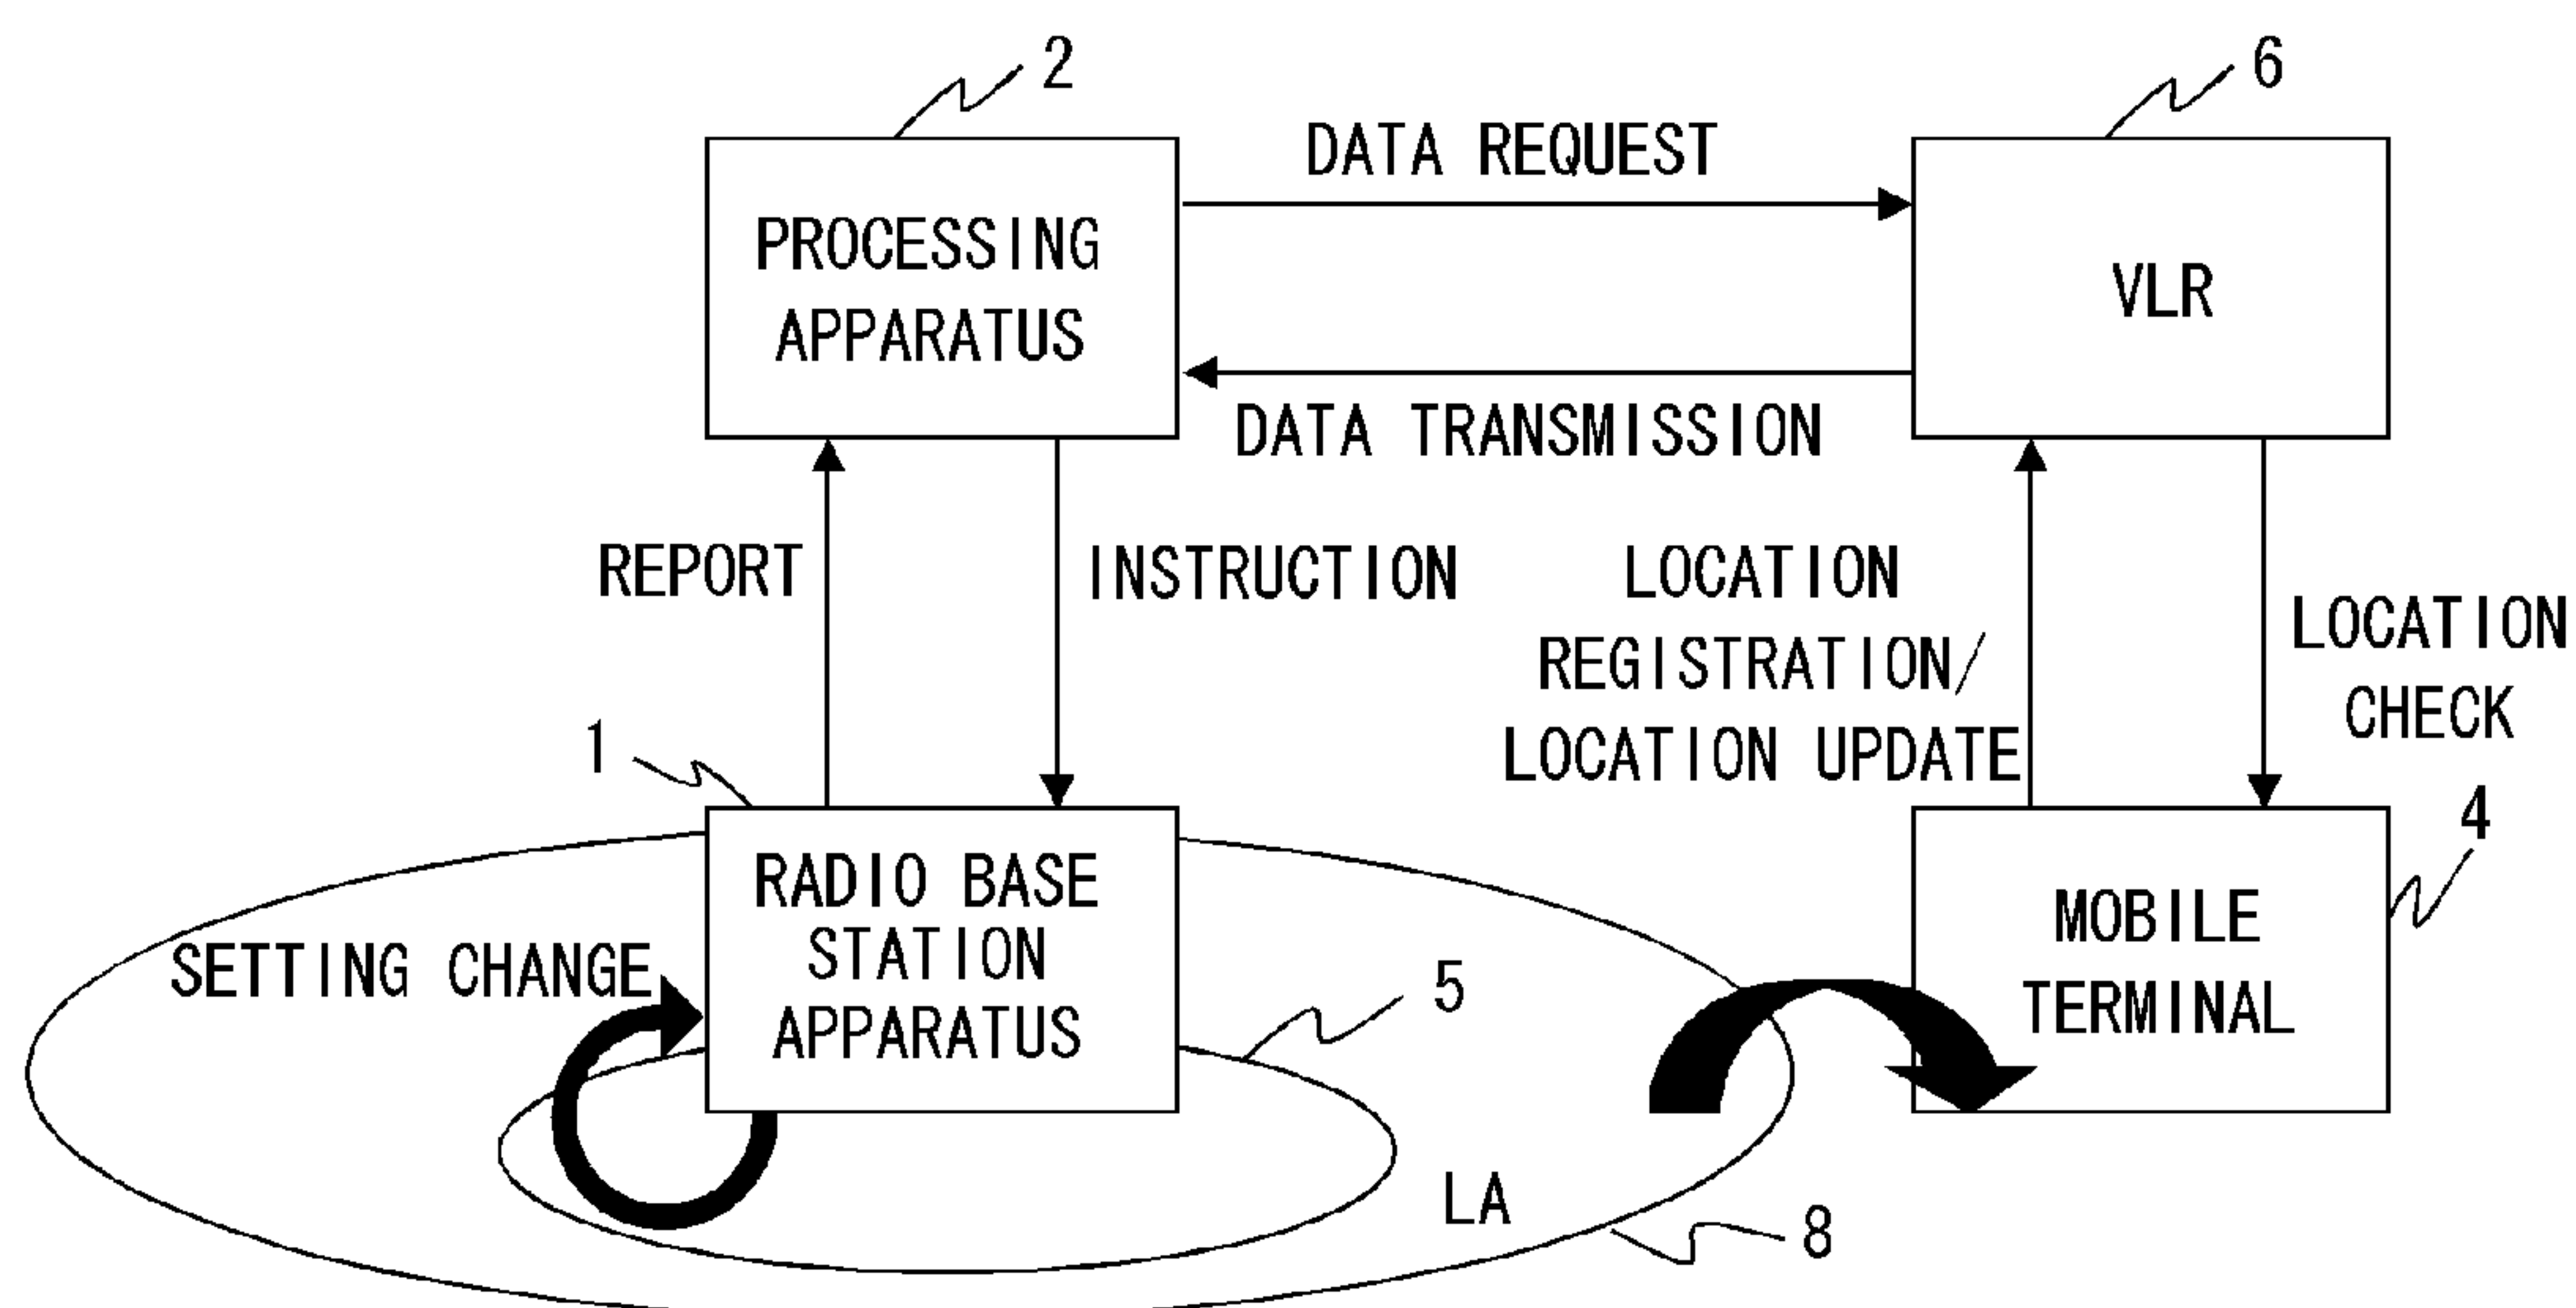 2
6
DATA REQUEST
PROCESSING
APPARATUS
VLR
DATA TRANSMISSION
REPORT
INSTRUCTION
LOCATION
REGISTRATION/
LOCATION UPDATE
LOCATION
CHECK
1
4
RADIO BASE
STATION
APPARATUS
MOBILE
TERMINAL
SETTING CHANGE
5
LA
8